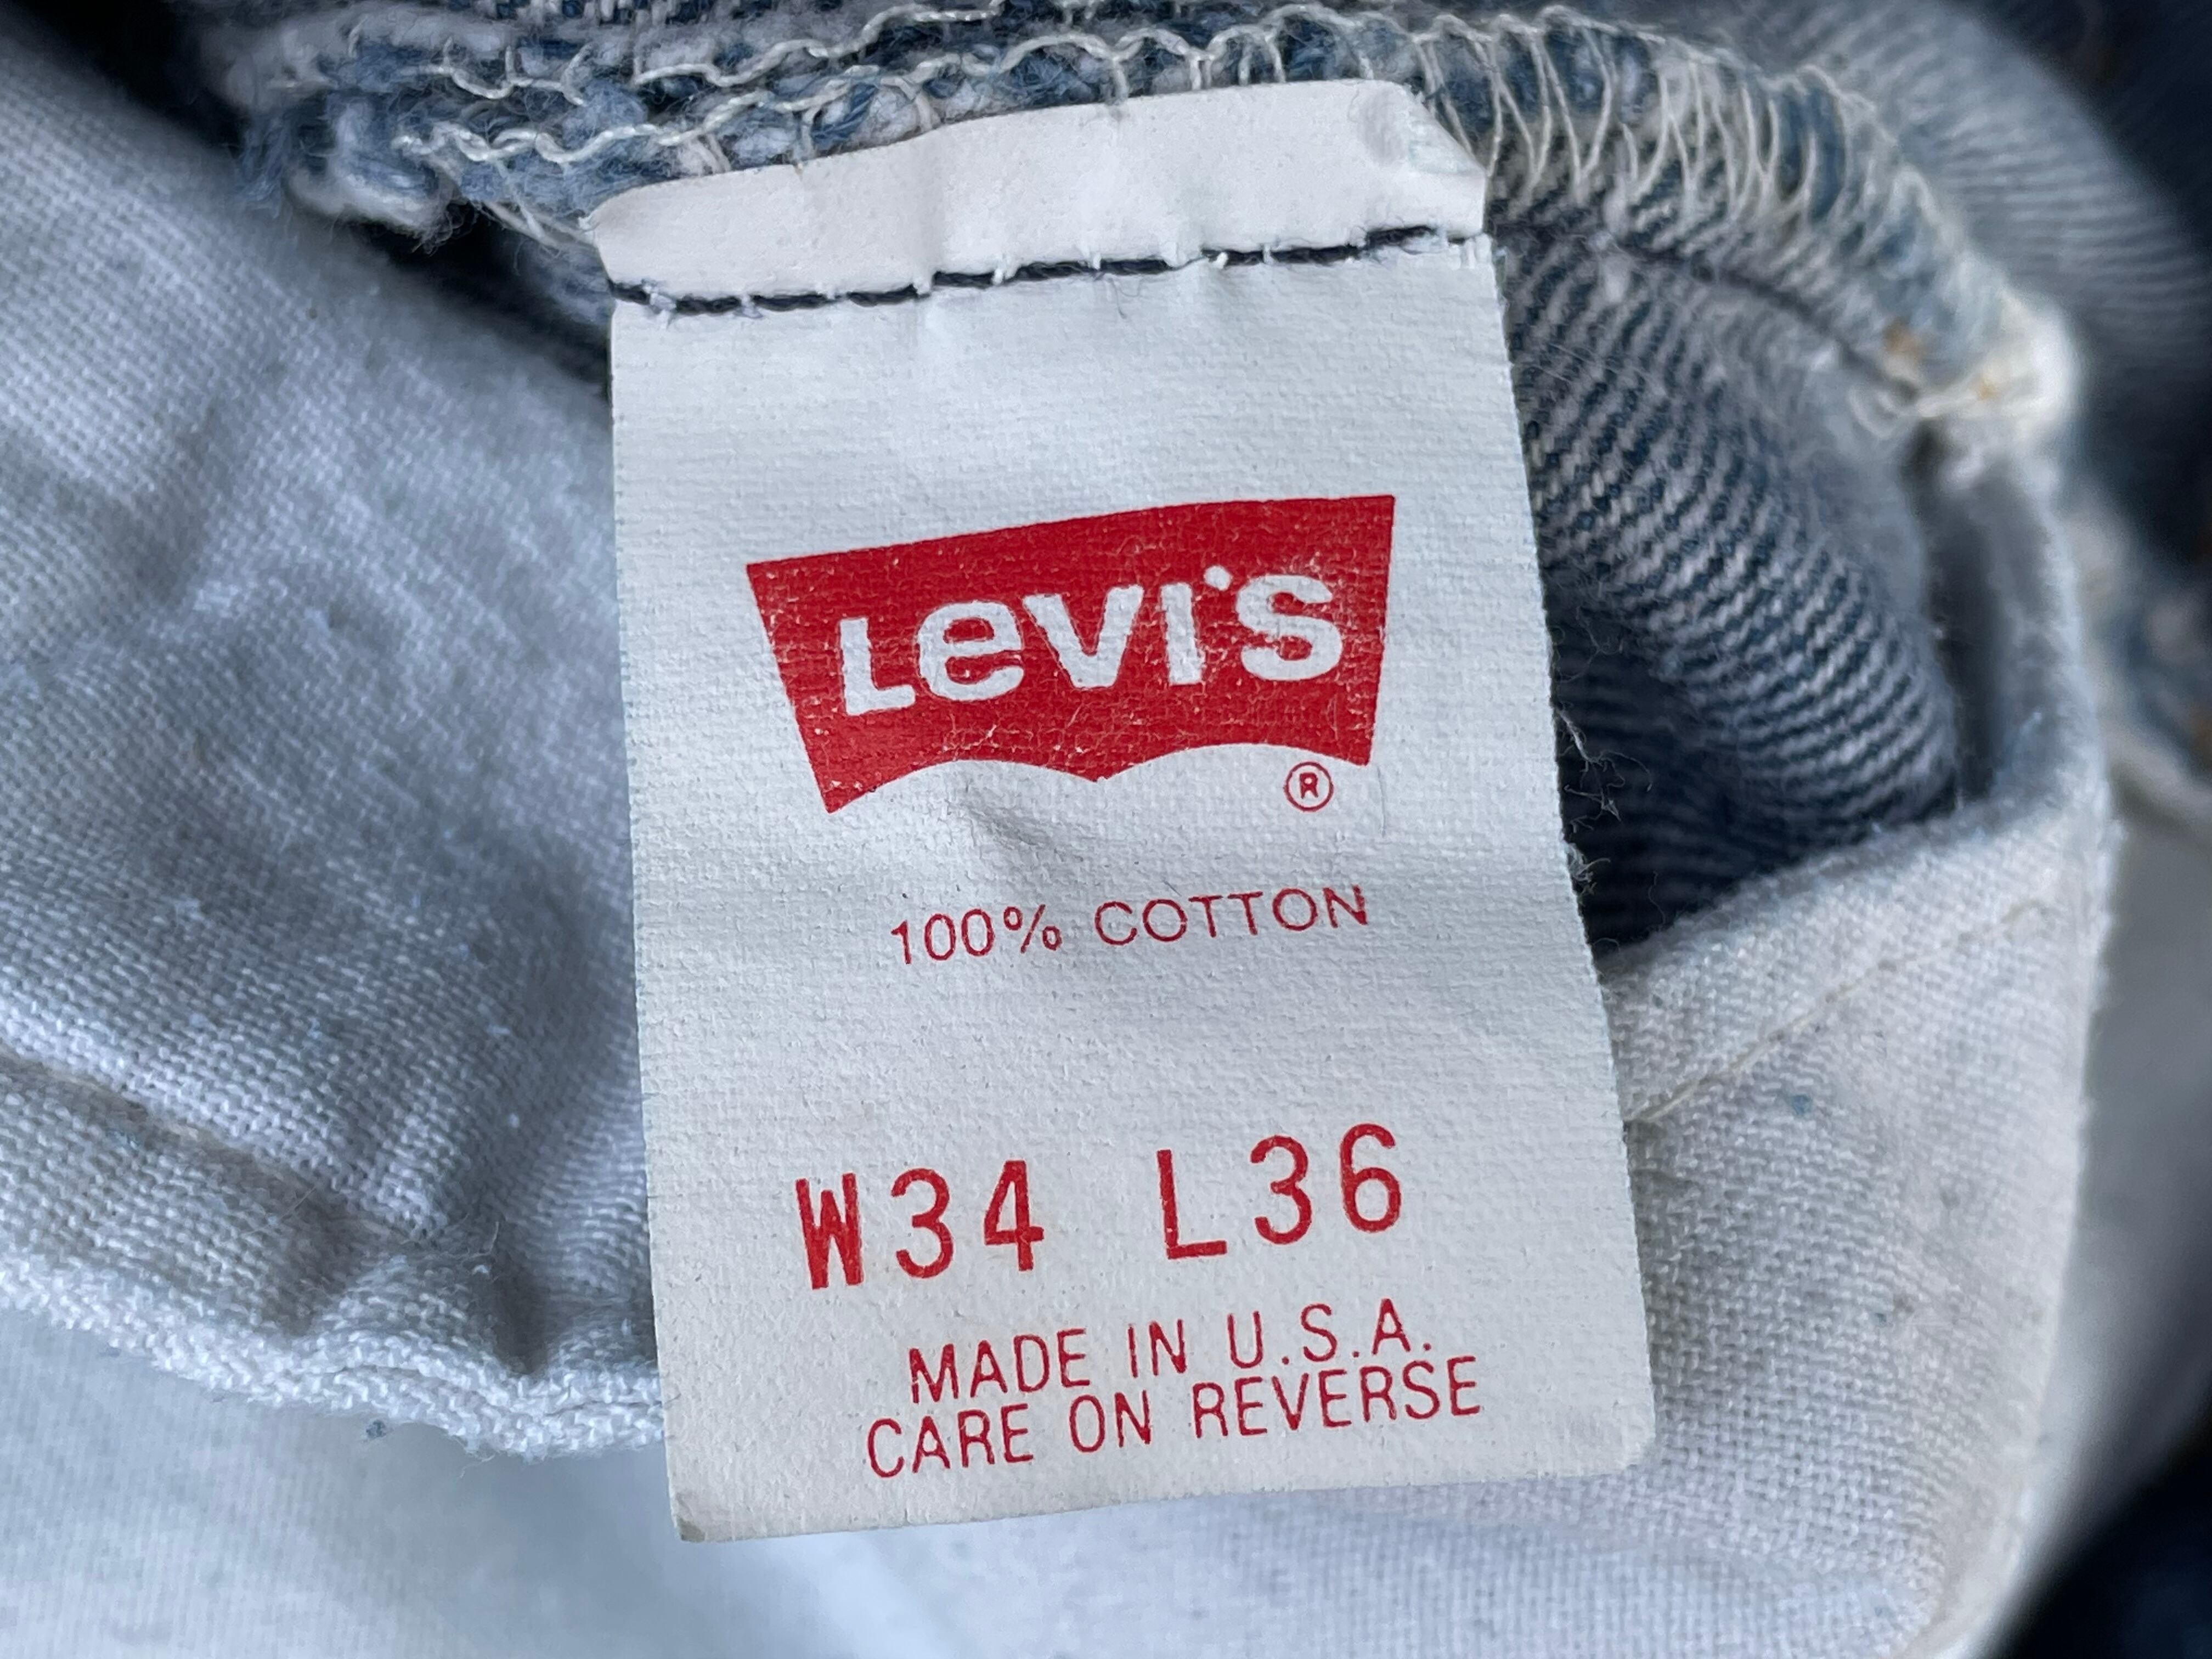 Levi's
®
100% COTTON
W34 L36
MADE IN U.S.A.
CARE ON REVERSE